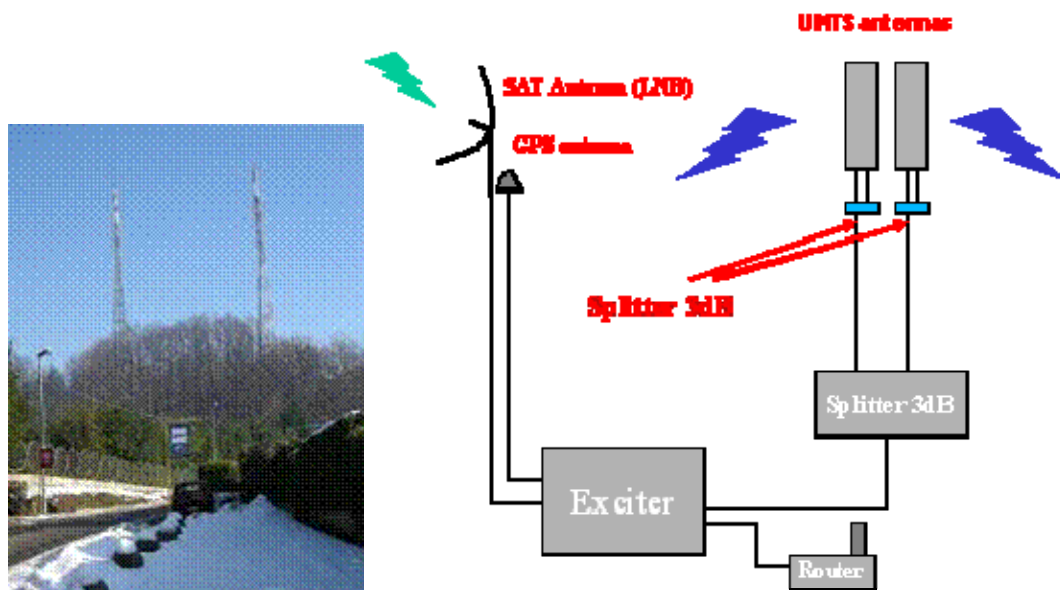 UMTS antennas
SAT Antenna (LNB)
GPS antenna
Splitter 3dB
Splitter 3dB
Exciter
Router